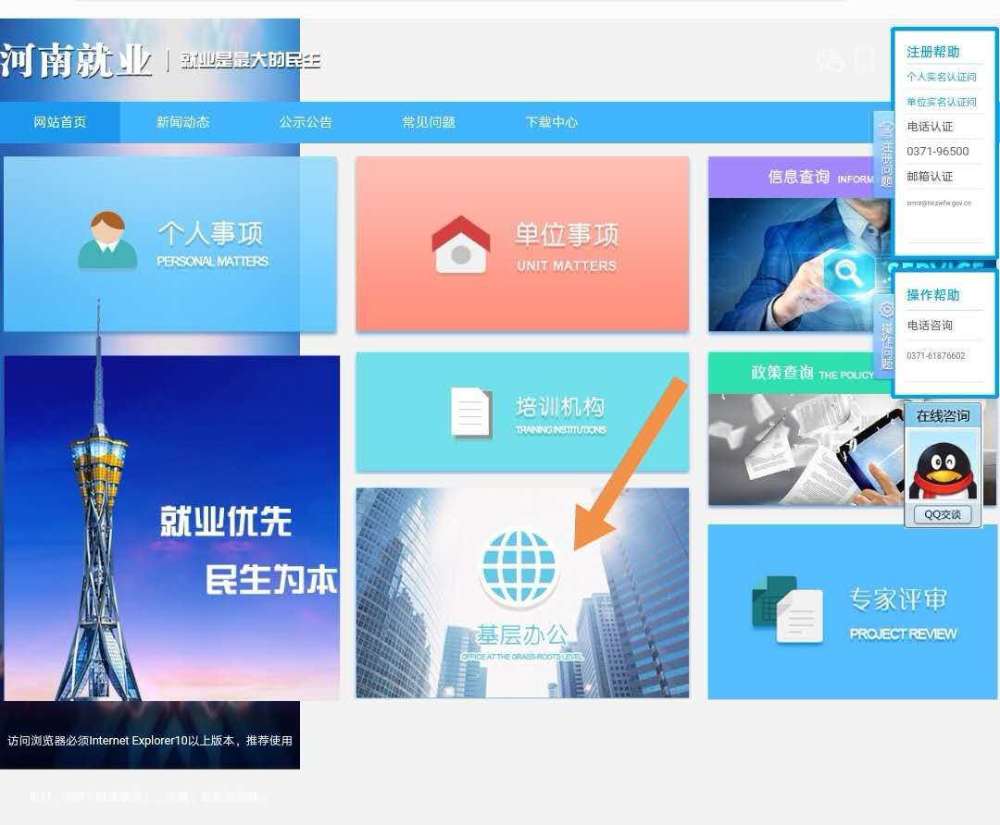 河南就业
就业是最大的民生
网站首页
新闻动态
公示公告
常见问题
下载中心
个人事项
PERSONAL MATTERS
单位事项
UNIT MATTERS
信息查询 INFORM
SERVICE
培训机构
TRAINING INSTITUTIONS
政策查询 THE POLICY
就业优先
民生为本
基层办公
OFFICE AT THE GRASS-ROOTS LEVEL
专家评审
PROJECT REVIEW
注册问题
注册帮助
个人实名认证问
单位实名认证问
电话认证
0371-96500
邮箱认证
smrz@hnzwfw.gov.cn
操作问题
操作帮助
电话咨询
0371-61876602
在线咨询
QQ交谈
访问浏览器必须Internet Explorer10以上版本，推荐使用